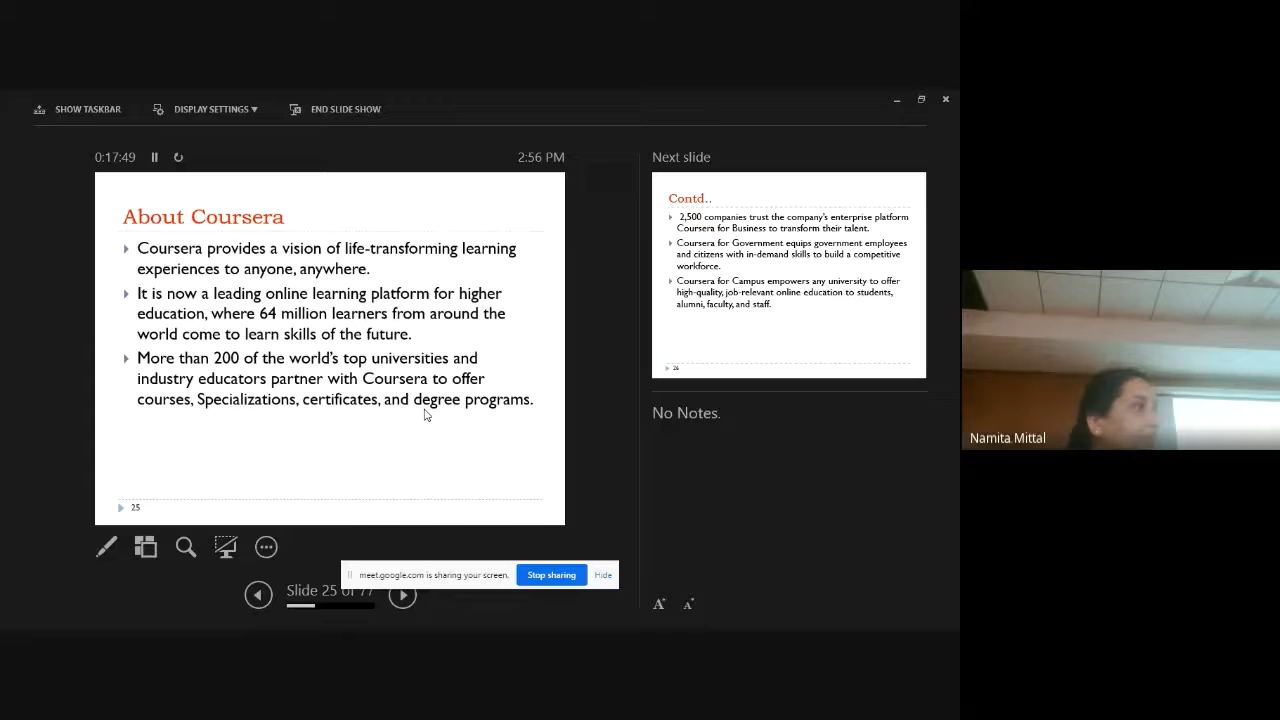 SHOW TASKBAR
DISPLAY SETTINGS
END SLIDE SHOW
0:17:49
2:56 PM
About Coursera
Coursera provides a vision of life-transforming learning
experiences to anyone, anywhere.
It is now a leading online learning platform for higher
education, where 64 million learners from around the
world come to learn skills of the future.
More than 200 of the world's top universities and
industry educators partner with Coursera to offer
courses, Specializations, certificates, and degree programs.
25
meet.google.com is sharing your screen.
Stop sharing
Hide
Slide 25 of 77
Next slide
Contd..
2,500 companies trust the company's enterprise platform
Coursera for Business to transform their talent.
Coursera for Government equips government employees
and citizens with in-demand skills to build a competitive
workforce.
Coursera for Campus empowers any university to offer
high-quality, job-relevant online education to students,
alumni, faculty, and staff.
26
No Notes.
A A
Namita Mittal